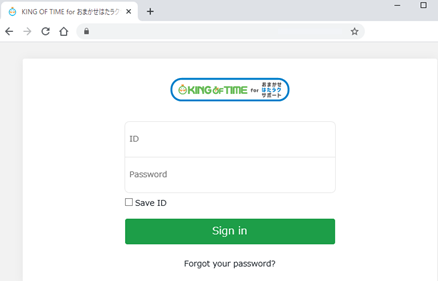 KING OF TIME for おまかせはたラク
KING OF TIME for おまかせ
はたラク
サポート
ID
Password
Save ID
Sign in
Forgot your password?